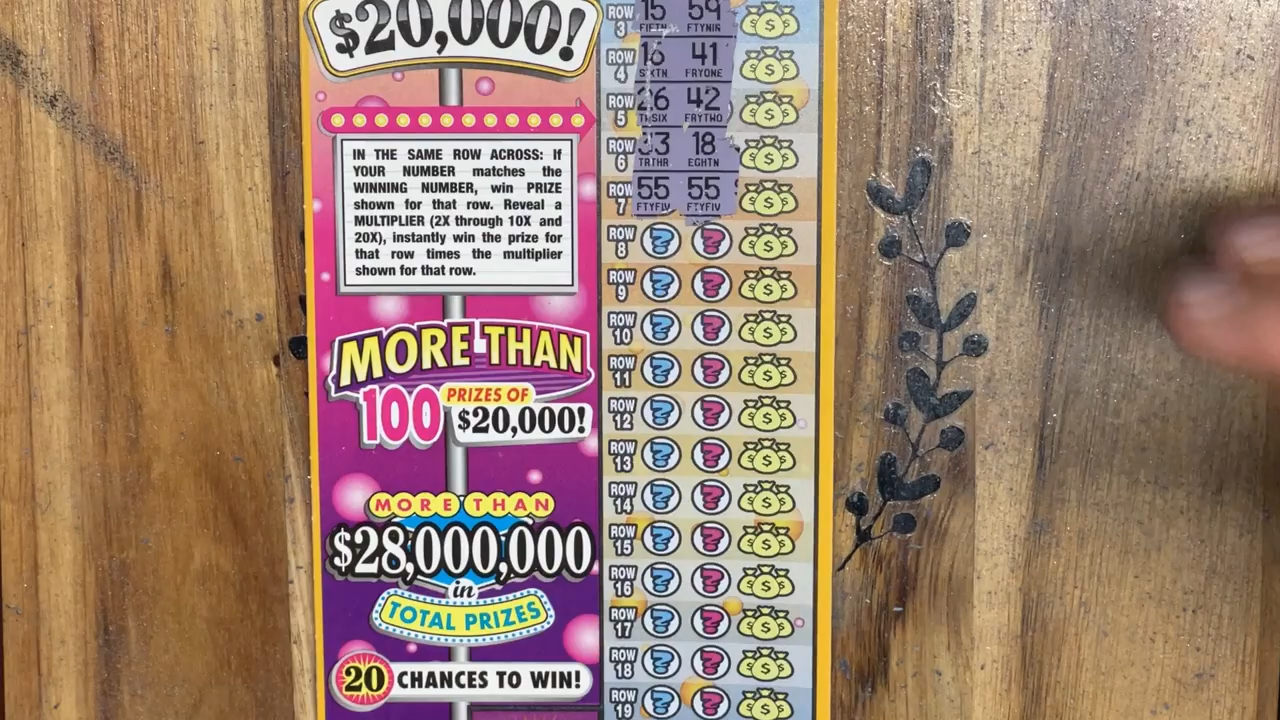 $20,000!
IN THE SAME ROW ACROSS: If
YOUR NUMBER matches the
WINNING NUMBER, win PRIZE
shown for that row. Reveal a
MULTIPLIER (2X through 10X and
20X), instantly win the prize for
that row times the multiplier
shown for that row.
MORE THAN
100 PRIZES OF
$20,000!
MORE THAN
$28,000,000
in
TOTAL PRIZES
20 CHANCES TO WIN!
ROW 3 15 59 $
FIFTN FTYNIN
ROW 4 16 41 $
SIXTN FRYONE
ROW 5 26 42 $
TWSIX FRYTWO
ROW 6 33 18 $
TRTHR EGHTN
ROW 7 55 55 $
FTYFIV FTYFIV
ROW 8 ? ? $
ROW 9 ? ? $
ROW 10 ? ? $
ROW 11 ? ? $
ROW 12 ? ? $
ROW 13 ? ? $
ROW 14 ? ? $
ROW 15 ? ? $
ROW 16 ? ? $
ROW 17 ? ? $
ROW 18 ? ? $
ROW 19 ? ? $